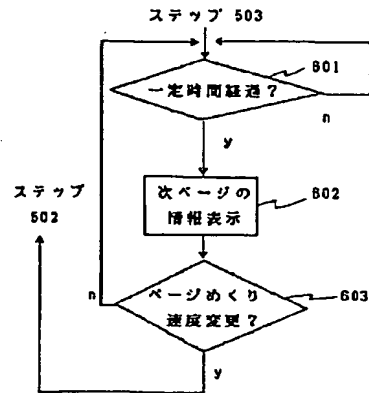 ステップ 503
601
一定時間経過?
n
y
ステップ
502
次ページの
情報表示
602
n
ページめくり
速度変更?
603
y